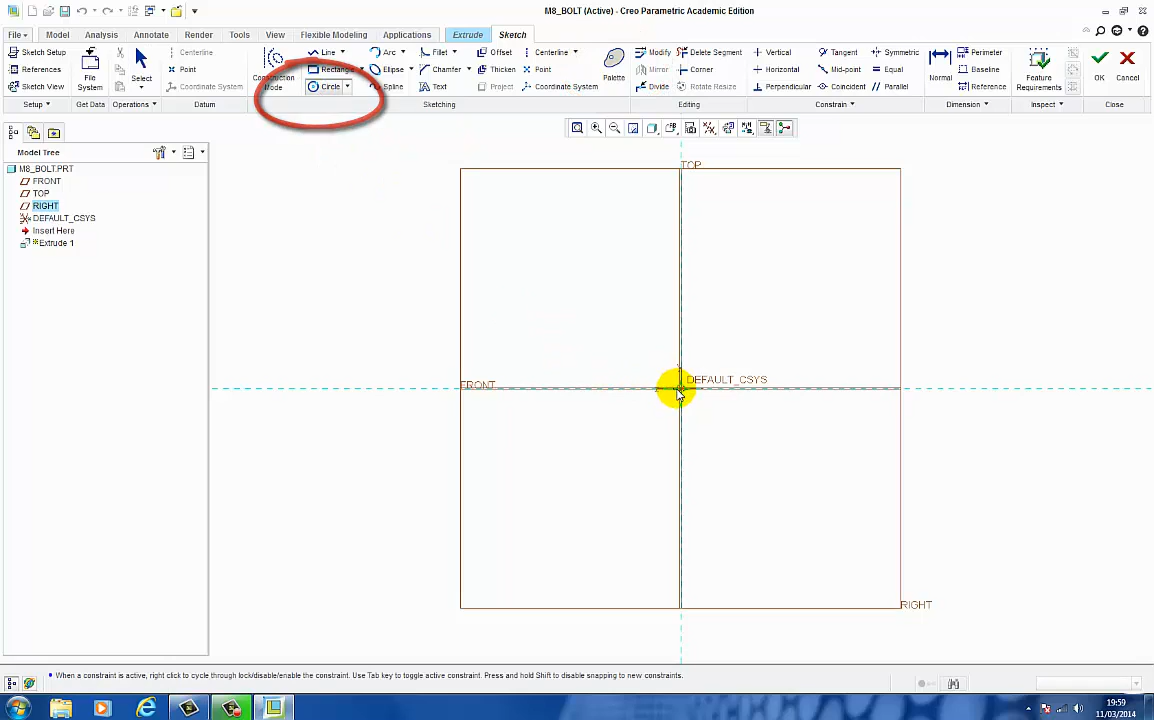 M8_BOLT (Active) - Creo Parametric Academic Edition
File Model Analysis Annotate Render Tools View Flexible Modeling Applications Extrude Sketch
Sketch Setup
References
Sketch View
Setup
File System
Get Data
Select
Operations
Centerline
Point
Coordinate System
Datum
Construction Mode
Line
Rectangle
Circle
Arc
Ellipse
Spline
Fillet
Chamfer
Text
Offset
Thicken
Project
Centerline
Point
Coordinate System
Palette
Sketching
Modify
Mirror
Divide
Delete Segment
Corner
Rotate Resize
Editing
Vertical
Horizontal
Perpendicular
Tangent
Mid-point
Coincident
Symmetric
Equal
Parallel
Constrain
Normal
Perimeter
Baseline
Reference
Dimension
Feature Requirements
Inspect
OK
Cancel
Close
Model Tree
M8_BOLT.PRT
FRONT
TOP
RIGHT
DEFAULT_CSYS
Insert Here
Extrude 1
TOP
DEFAULT_CSYS
FRONT
RIGHT
When a constraint is active, right click to cycle through lock/disable/enable the constraint. Use Tab key to toggle active constraint. Press and hold Shift to disable snapping to new constraints.
19:59
11/03/2014